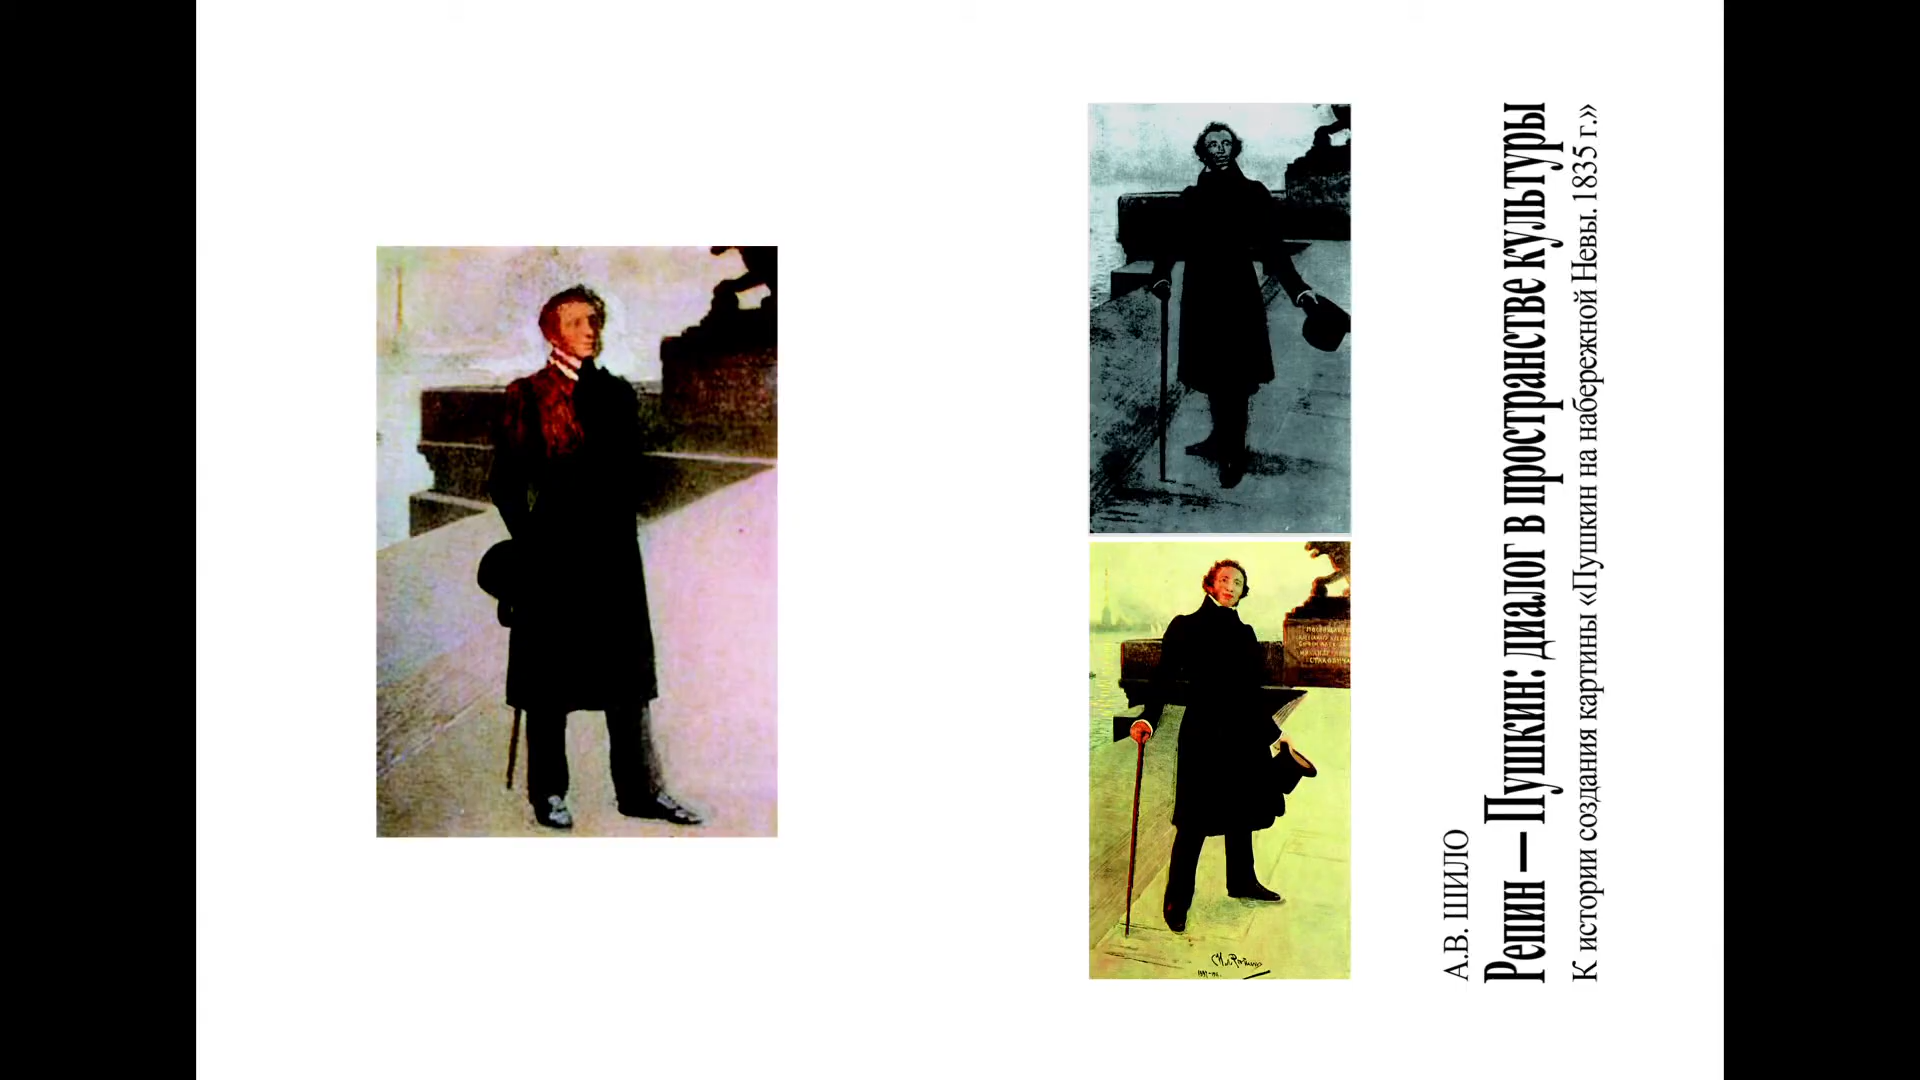 А.В. ШИЛО
Репин — Пушкин: диалог в пространстве культуры
К истории создания картины «Пушкин на набережной Невы. 1835 г.»